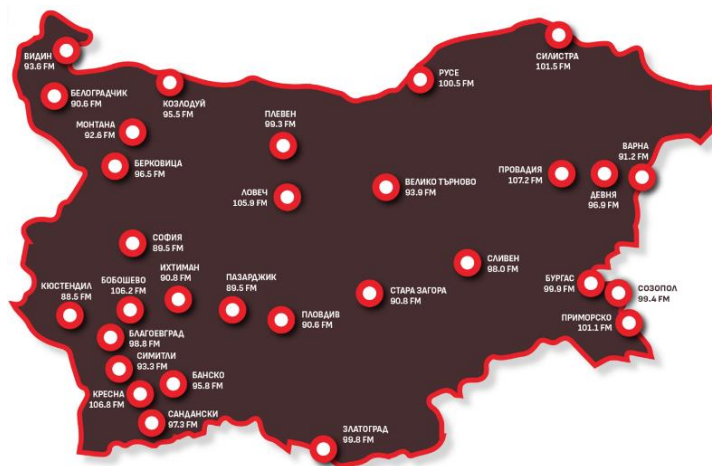 ВИДИН
93.6 FM
БЕЛОГРАДЧИК
90.6 FM
КОЗЛОДУЙ
95.5 FM
МОНТАНА
92.6 FM
БЕРКОВИЦА
96.5 FM
ПЛЕВЕН
99.3 FM
РУСЕ
100.5 FM
СИЛИСТРА
101.5 FM
ВАРНА
91.2 FM
ПРОВАДИЯ
107.2 FM
ДЕВНЯ
96.9 FM
ЛОВЕЧ
105.9 FM
ВЕЛИКО ТЪРНОВО
93.9 FM
СОФИЯ
89.5 FM
СЛИВЕН
98.0 FM
КЮСТЕНДИЛ
88.5 FM
БОБОШЕВО
106.2 FM
ИХТИМАН
90.8 FM
ПАЗАРДЖИК
89.5 FM
ПЛОВДИВ
90.6 FM
СТАРА ЗАГОРА
90.8 FM
БУРГАС
99.9 FM
СОЗОПОЛ
99.4 FM
ПРИМОРСКО
101.1 FM
БЛАГОЕВГРАД
98.8 FM
СИМИТЛИ
93.3 FM
БАНСКО
95.8 FM
КРЕСНА
106.8 FM
САНДАНСКИ
97.3 FM
ЗЛАТОГРАД
99.8 FM